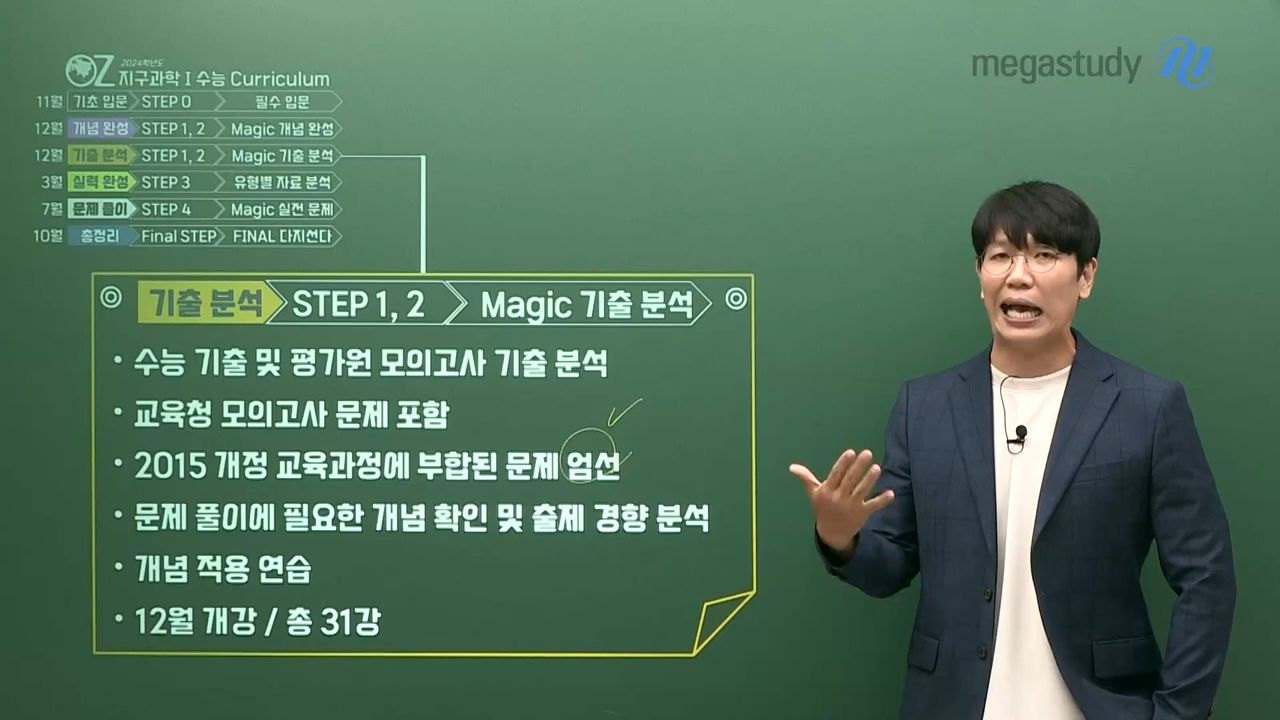 megastudy
OZ 2024학년도
지구과학 I 수능 Curriculum
11월 기초 입문 STEP 0 필수 입문
12월 개념 완성 STEP 1, 2 Magic 개념 완성
12월 기출 분석 STEP 1, 2 Magic 기출 분석
3월 실력 완성 STEP 3 유형별 자료 분석
7월 문제 풀이 STEP 4 Magic 실전 문제
10월 총정리 Final STEP FINAL 다지선다
기출 분석 STEP 1, 2 Magic 기출 분석
• 수능 기출 및 평가원 모의고사 기출 분석
• 교육청 모의고사 문제 포함
• 2015 개정 교육과정에 부합된 문제 엄선
• 문제 풀이에 필요한 개념 확인 및 출제 경향 분석
• 개념 적용 연습
• 12월 개강 / 총 31강